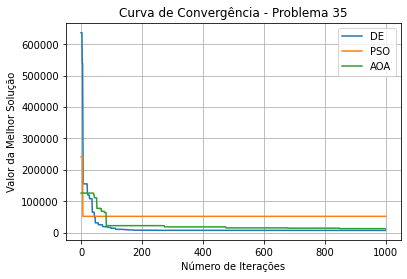 Curva de Convergência - Problema 35
DE
PSO
AOA
Valor da Melhor Solução
600000
500000
400000
300000
200000
100000
0
0 200 400 600 800 1000
Número de Iterações